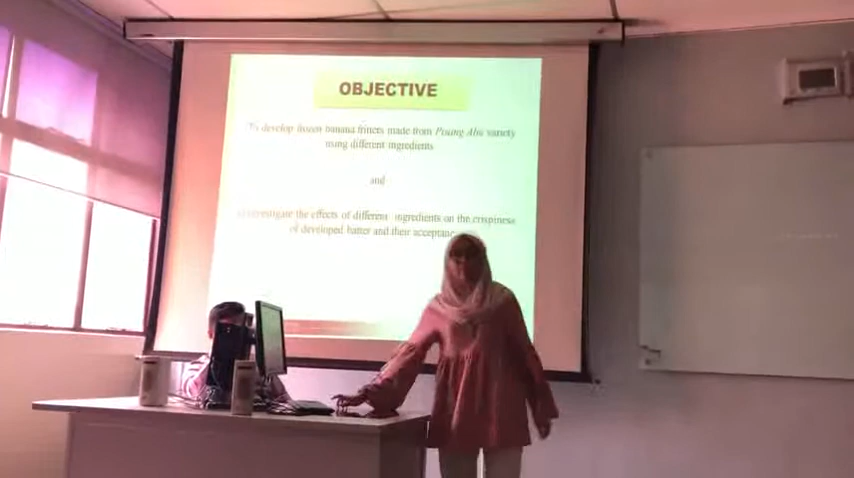 OBJECTIVE
To develop frozen banana fritters made from Pisang Abu variety
using different ingredients
and
investigate the effects of different ingredients on the crispiness
of developed batter and their